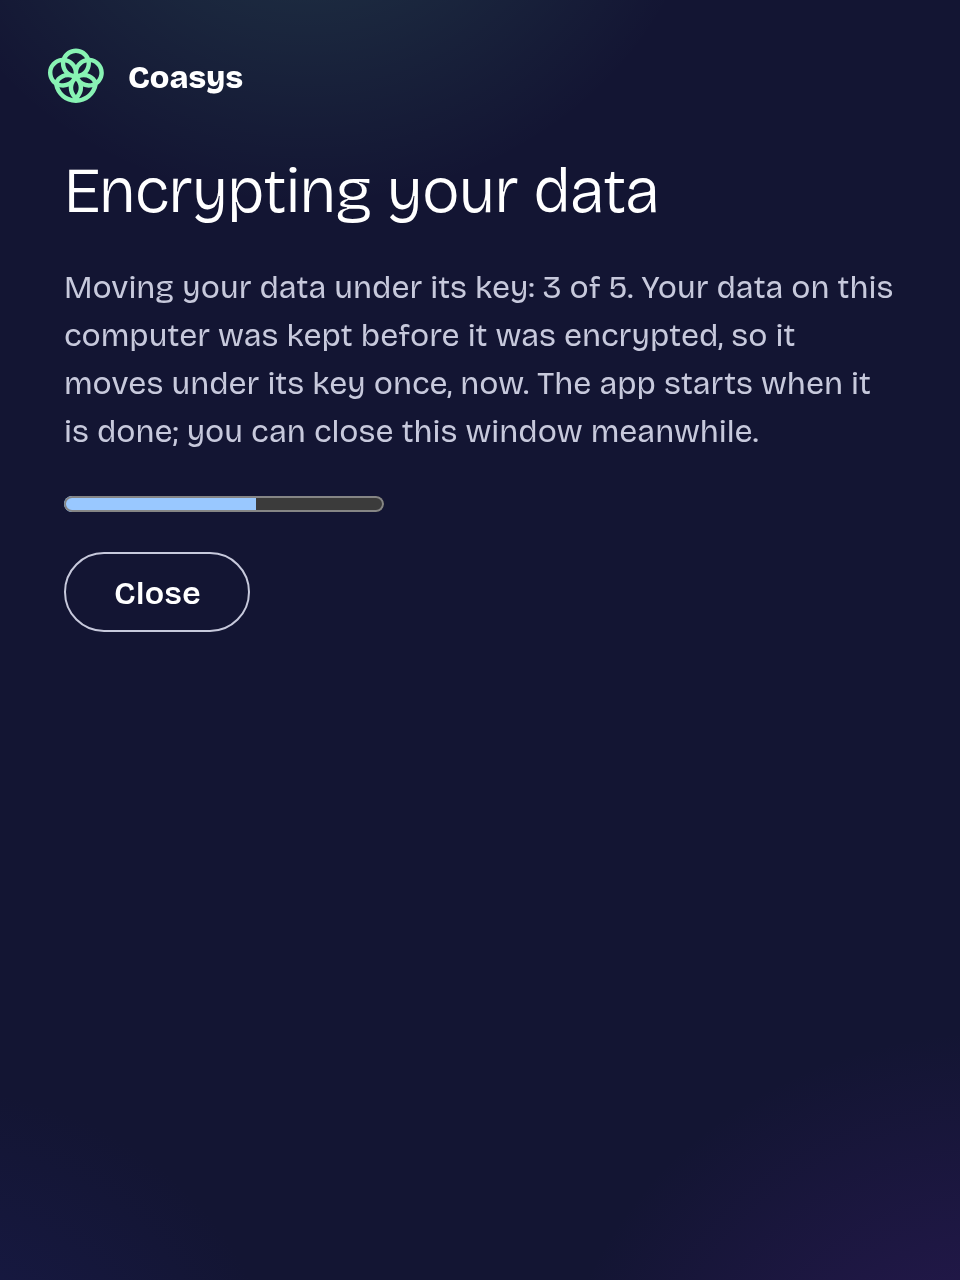 Coasys
Encrypting your data
Moving your data under its key: 3 of 5. Your data on this
computer was kept before it was encrypted, so it
moves under its key once, now. The app starts when it
is done; you can close this window meanwhile.
Close